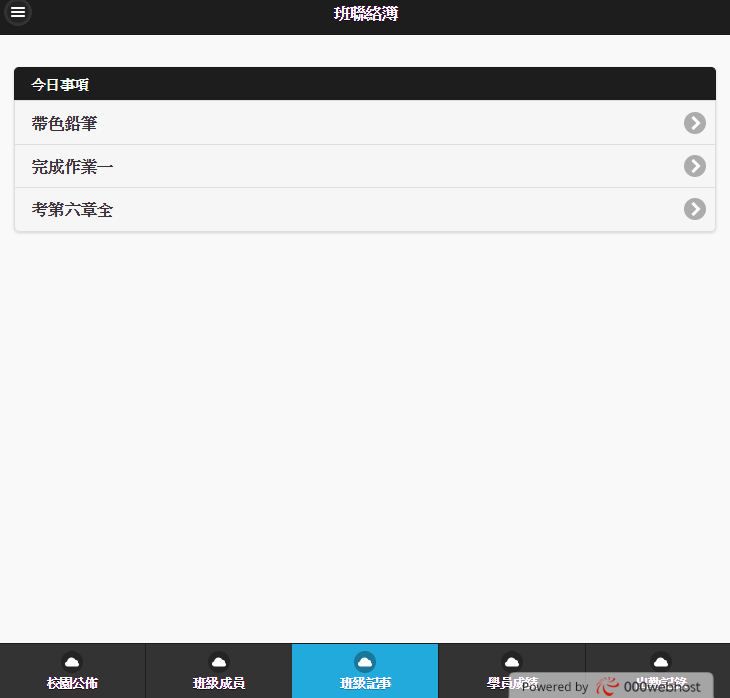 班聯絡簿
今日事項
帶色鉛筆
完成作業一
考第六章全
校園公佈
班級成員
班級記事
學員成績
Powered by 000webhost